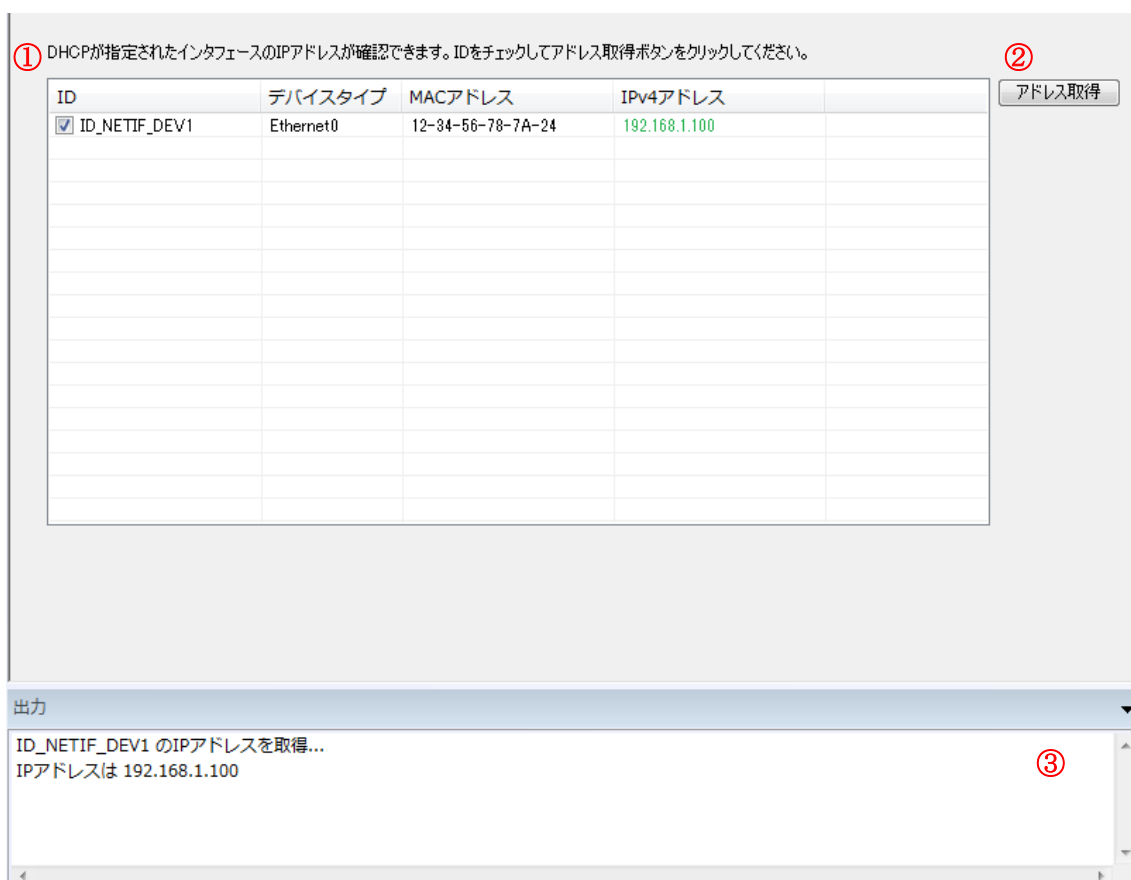 ① DHCPが指定されたインタフェースのIPアドレスが確認できます。IDをチェックしてアドレス取得ボタンをクリックしてください。 ②
ID デバイスタイプ MACアドレス IPv4アドレス アドレス取得
ID_NETIF_DEV1 Ethernet0 12-34-56-78-7A-24 192.168.1.100
出力
ID_NETIF_DEV1 のIPアドレスを取得...
③
IPアドレスは 192.168.1.100